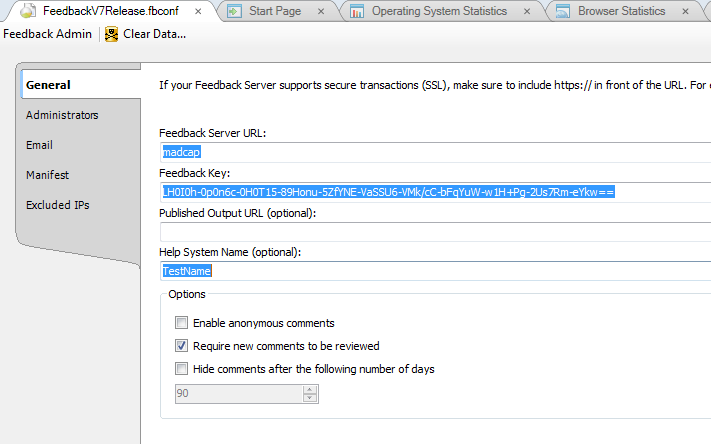 FeedbackV7Release.fbconf
Start Page
Operating System Statistics
Browser Statistics
Feedback Admin
Clear Data...
General
Administrators
Email
Manifest
Excluded IPs
If your Feedback Server supports secure transactions (SSL), make sure to include https:// in front of the URL. For
Feedback Server URL:
madcap
Feedback Key:
LH0I0h-0p0n6c-0H0T15-89Honu-5ZfYNE-VaSSU6-VMk/cC-bFqYuW-w1H+Pg-2Us7Rm-eYkw==
Published Output URL (optional):
Help System Name (optional):
TestName
Options
Enable anonymous comments
Require new comments to be reviewed
Hide comments after the following number of days
90